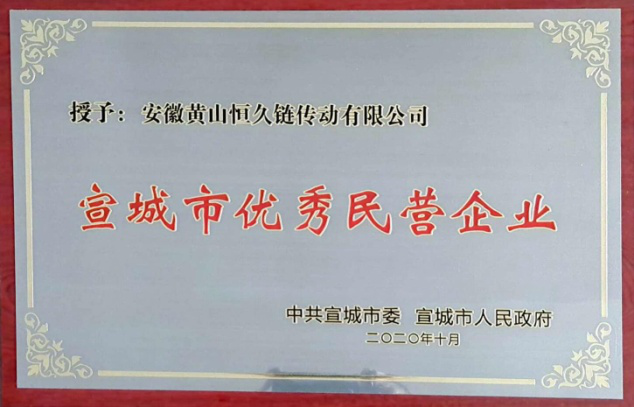 授予：安徽黄山恒久链传动有限公司
宣城市优秀民营企业
中共宣城市委 宣城市人民政府
二〇二〇年十月